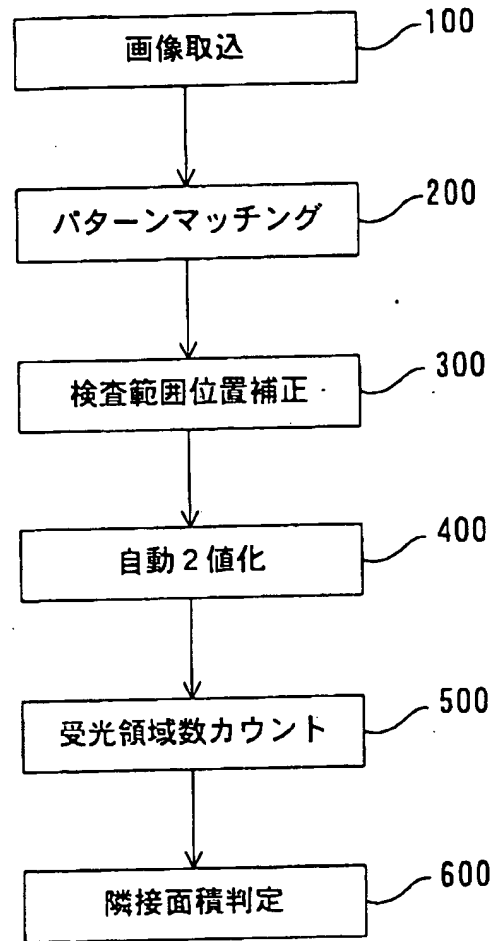 画像取込
100
パターンマッチング
200
検査範囲位置補正
300
自動2値化
400
受光領域数カウント
500
隣接面積判定
600